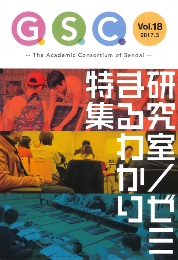 G.S.C.
Vol.18
2017.3
-- The Academic Consortium of Sendai --
研究室/ゼミ
まるわかり
特集